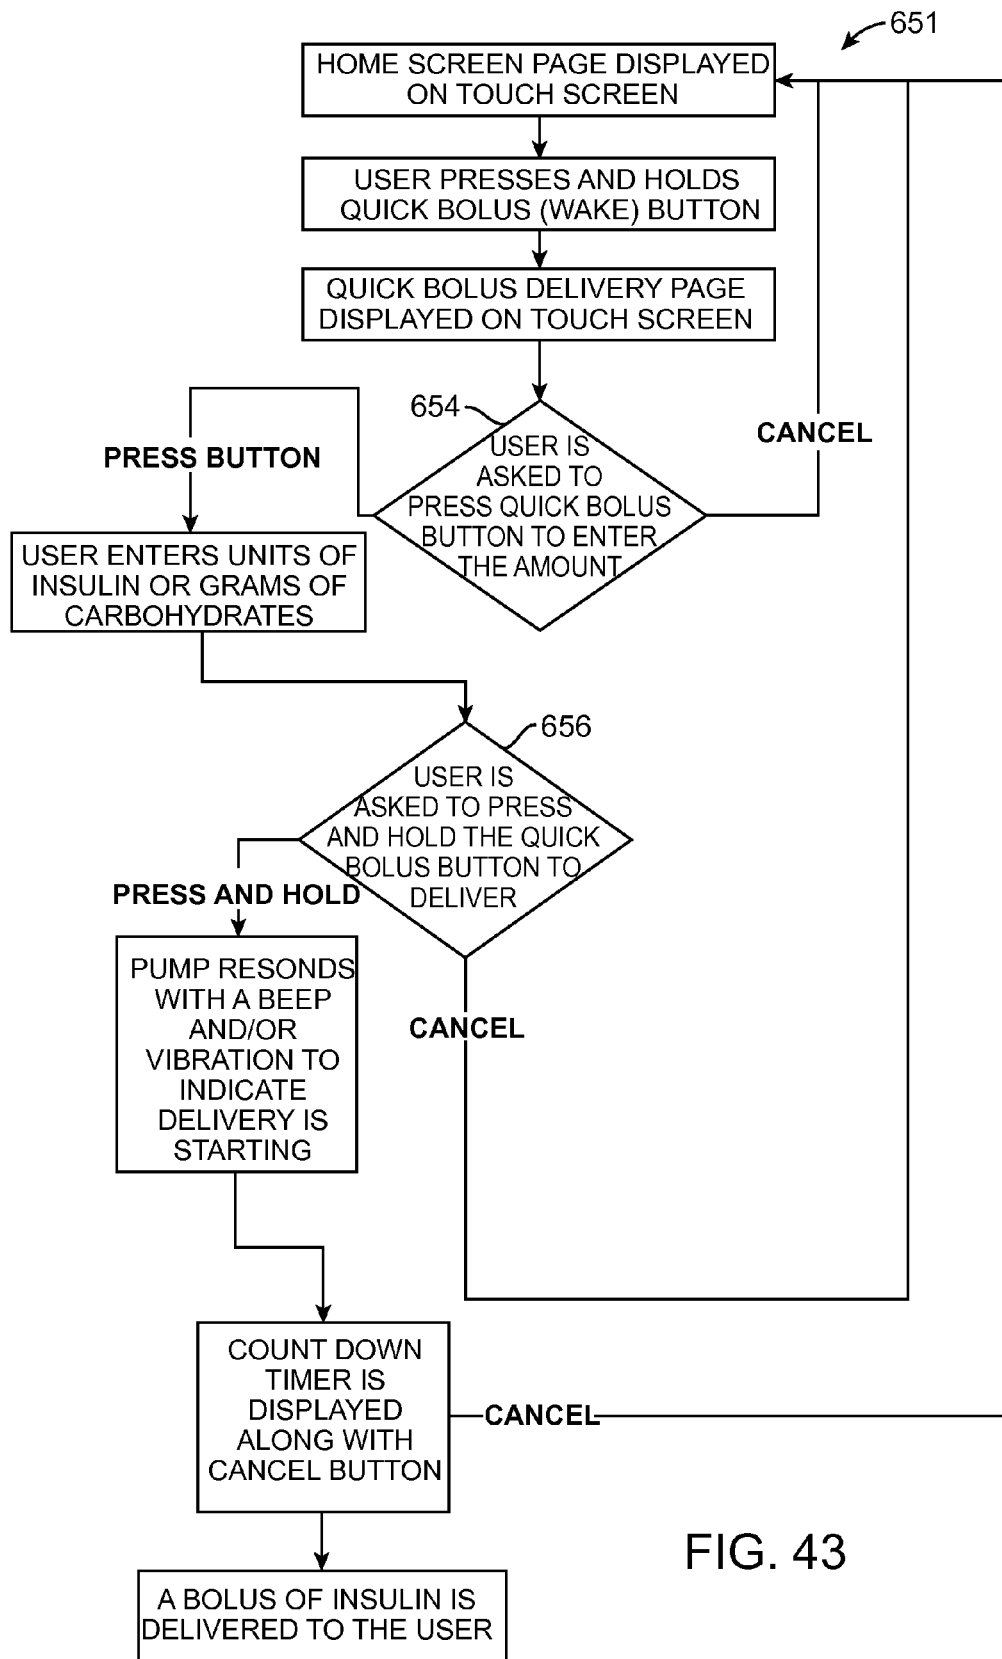 651
HOME SCREEN PAGE DISPLAYED
ON TOUCH SCREEN
USER PRESSES AND HOLDS
QUICK BOLUS (WAKE) BUTTON
QUICK BOLUS DELIVERY PAGE
DISPLAYED ON TOUCH SCREEN
654
USER IS
ASKED TO
PRESS QUICK BOLUS
BUTTON TO ENTER
THE AMOUNT
CANCEL
PRESS BUTTON
USER ENTERS UNITS OF
INSULIN OR GRAMS OF
CARBOHYDRATES
656
USER IS
ASKED TO PRESS
AND HOLD THE QUICK
BOLUS BUTTON TO
DELIVER
PRESS AND HOLD
CANCEL
PUMP RESONDS
WITH A BEEP
AND/OR
VIBRATION TO
INDICATE
DELIVERY IS
STARTING
COUNT DOWN
TIMER IS
DISPLAYED
ALONG WITH
CANCEL BUTTON
CANCEL
A BOLUS OF INSULIN IS
DELIVERED TO THE USER
FIG. 43